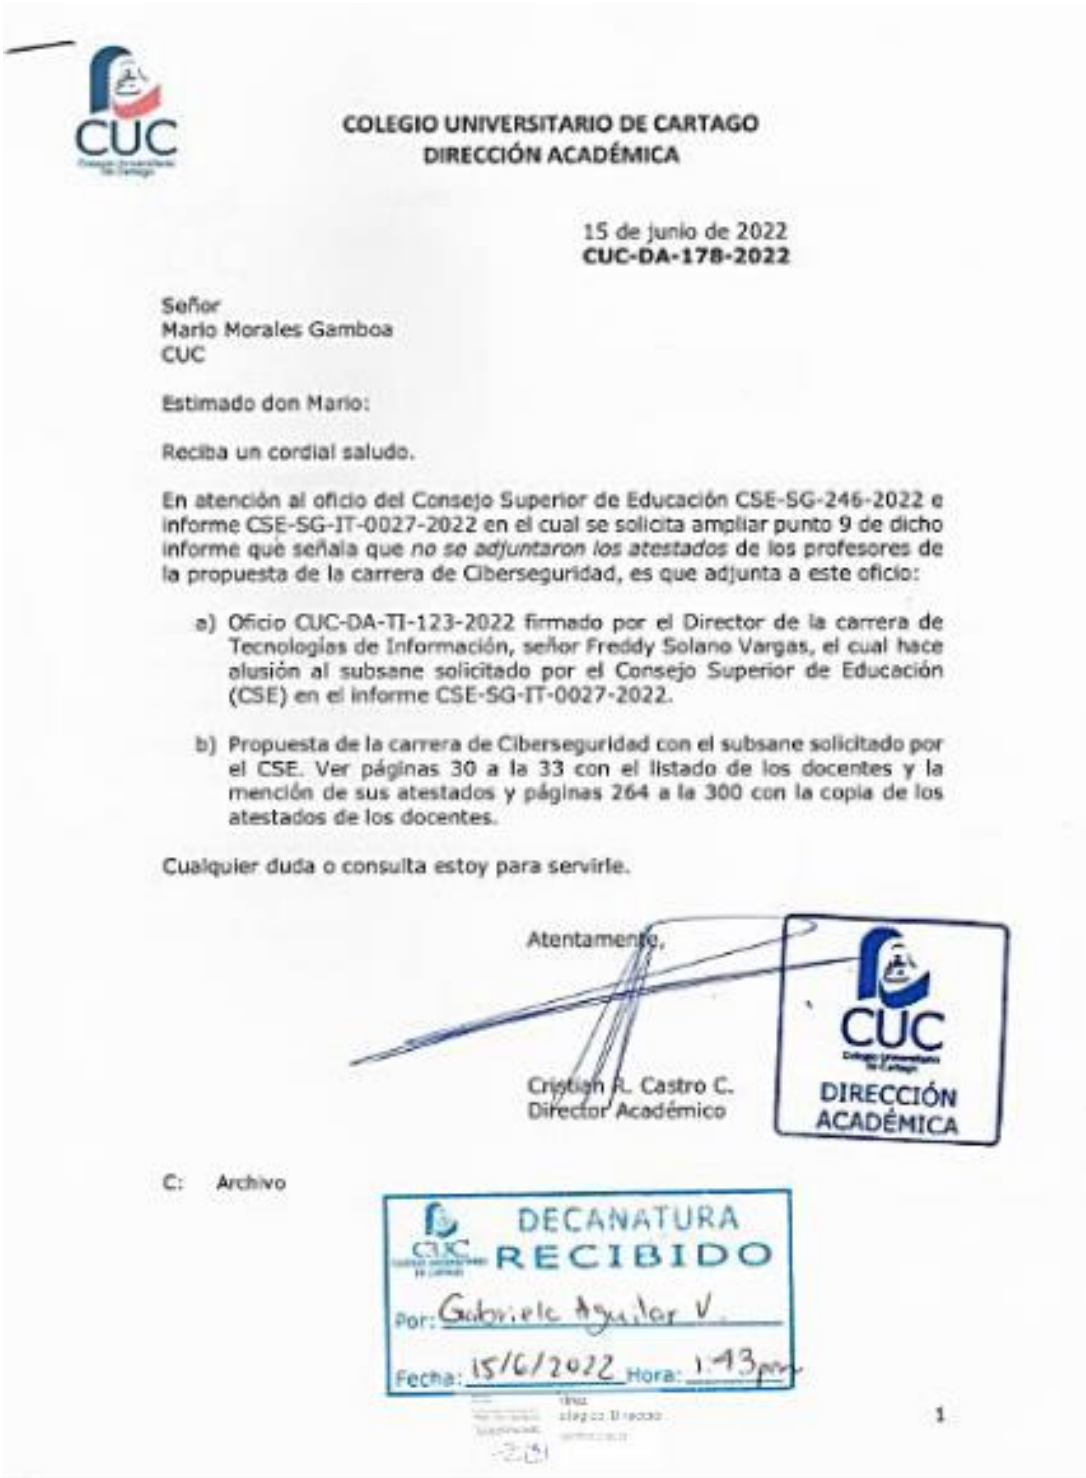 CUC
Colegio Universitario
De Cartago
COLEGIO UNIVERSITARIO DE CARTAGO
DIRECCIÓN ACADÉMICA
15 de junio de 2022
CUC-DA-178-2022
Señor
Mario Morales Gamboa
CUC
Estimado don Mario:
Reciba un cordial saludo.
En atención al oficio del Consejo Superior de Educación CSE-SG-246-2022 e
informe CSE-SG-IT-0027-2022 en el cual se solicita ampliar punto 9 de dicho
informe que señala que no se adjuntaron los atestados de los profesores de
la propuesta de la carrera de Ciberseguridad, es que adjunta a este oficio:
a) Oficio CUC-DA-TI-123-2022 firmado por el Director de la carrera de
Tecnologías de Información, señor Freddy Solano Vargas, el cual hace
alusión al subsane solicitado por el Consejo Superior de Educación
(CSE) en el informe CSE-SG-IT-0027-2022.
b) Propuesta de la carrera de Ciberseguridad con el subsane solicitado por
el CSE. Ver páginas 30 a la 33 con el listado de los docentes y la
mención de sus atestados y páginas 264 a la 300 con la copia de los
atestados de los docentes.
Cualquier duda o consulta estoy para servirle.
Atentamente,
Cristian R. Castro C.
Director Académico
CUC
Colegio Universitario
De Cartago
DIRECCIÓN
ACADÉMICA
C: Archivo
CUC
DECANATURA
RECIBIDO
Por: Gabriela Aguilar V.
Fecha: 15/6/2022 Hora: 1:43pm
1